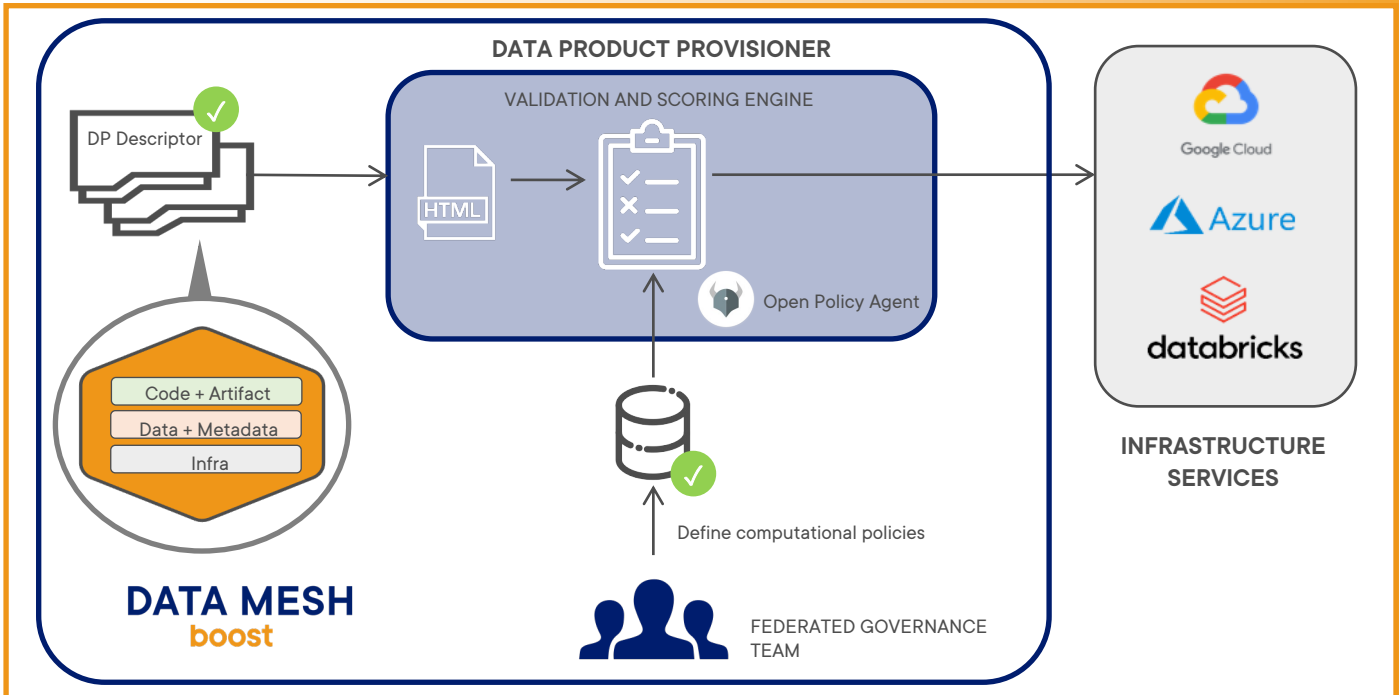 DATA PRODUCT PROVISIONER
VALIDATION AND SCORING ENGINE
DP Descriptor
HTML
Open Policy Agent
Google Cloud
Azure
databricks
INFRASTRUCTURE
SERVICES
Code + Artifact
Data + Metadata
Infra
Define computational policies
DATA MESH
boost
FEDERATED GOVERNANCE
TEAM